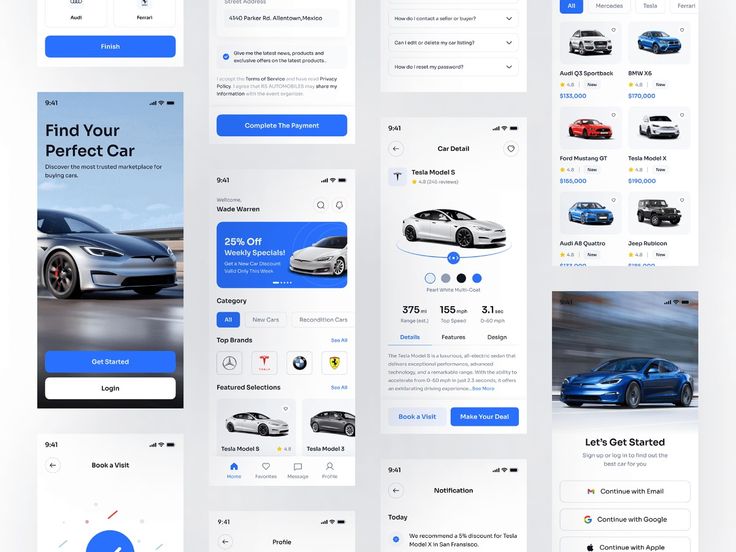 Audi
Ferrari
Finish
9:41
Find Your
Perfect Car
Discover the most trusted marketplace for
buying cars.
Get Started
Login
9:41
Book a Visit
Street Address
4140 Parker Rd. Allentown,Mexico
Give me the latest news, products and
exclusive offers on the latest products .
I accept the Terms of Service and have read Privacy
Policy. I agree that RS AUTOMOBILES may share my
information with the event organizer.
Complete The Payment
9:41
Welcome,
Wade Warren
25% Off
Weekly Specials!
Get a New Car Discount
Valid Only This Week
Category
All
New Cars
Recondition Cars
Top Brands
See All
TESLA
BMW
Featured Selections
See All
Tesla Model S
4.8
Tesla Model 3
Home
Favorites
Message
Profile
9:41
Profile
How do I contact a seller or buyer?
Can I edit or delete my car listing?
How do I reset my password?
9:41
Car Detail
Tesla Model S
4.8 (245 reviews)
Pearl White Multi-Coat
375 mi
155 mph
3.1 sec
Range (est.)
Top Speed
0-60 mph
Details
Features
Design
The Tesla Model S is a luxurious, all-electric sedan that
delivers exceptional performance, advanced
technology, and a remarkable range. With the ability to
accelerate from 0-60 mph in just 2.3 seconds, it offers
an exhilarating driving experience...See More
Book a Visit
Make Your Deal
9:41
Notification
Today
We recommend a 5% discount for Tesla
Model X in San Fransisco.
All
Mercedes
Tesla
Ferrari
Audi Q3 Sportback
BMW X6
4.8
New
4.8
New
$133,000
$170,000
Ford Mustang GT
Tesla Model X
4.8
New
4.8
New
$165,000
$190,000
Audi A8 Quattro
Jeep Rubicon
4.8
New
4.8
New
9:41
Let's Get Started
Sign up or log in to find out the
best car for you
Continue with Email
Continue with Google
Continue with Apple